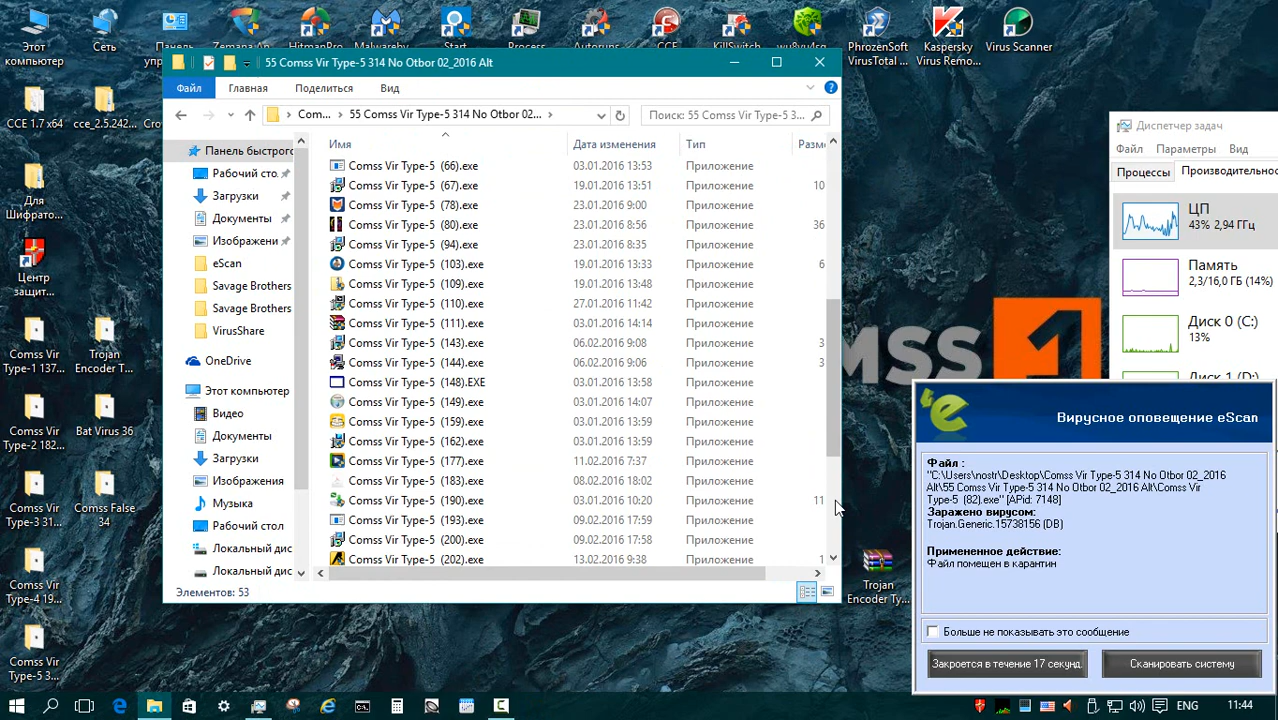 Этот
компьютер
Сеть
Панель
упр
Zemana An
HitmanPro
Malwareby
Start
Process
Autoruns
CCE
KillSwitch
wu8yu4sg
PhrozenSoft
VirusTotal ...
Kaspersky
Virus Remo...
Virus Scanner
CCE 1.7 x64
cce_2.5.242...
Cro
Для
Шифрато...
Центр
защит...
Comss Vir
Type-1 137...
Trojan
Encoder T...
Comss Vir
Type-2 182...
Bat Virus 36
Comss Vir
Type-3 31...
Comss False
34
Comss Vir
Type-4 19...
Comss Vir
Type-5 3...
Trojan
Encoder Ty...
55 Comss Vir Type-5 314 No Otbor 02_2016 Alt
Файл
Главная
Поделиться
Вид
Com...
55 Comss Vir Type-5 314 No Otbor 02...
Поиск: 55 Comss Vir Type-5 3...
Панель быстрого
Рабочий сто.
Загрузки
Документы
Изображени
eScan
Savage Brothers
Savage Brothers
VirusShare
OneDrive
Этот компьютер
Видео
Документы
Загрузки
Изображения
Музыка
Рабочий стол
Локальный дис
Локальный дис
Имя
Дата изменения
Тип
Разме
Comss Vir Type-5 (66).exe 03.01.2016 13:53 Приложение
Comss Vir Type-5 (67).exe 19.01.2016 13:51 Приложение 10
Comss Vir Type-5 (78).exe 23.01.2016 9:00 Приложение
Comss Vir Type-5 (80).exe 23.01.2016 8:56 Приложение 36
Comss Vir Type-5 (94).exe 23.01.2016 8:35 Приложение
Comss Vir Type-5 (103).exe 19.01.2016 13:33 Приложение 6
Comss Vir Type-5 (109).exe 19.01.2016 13:48 Приложение
Comss Vir Type-5 (110).exe 27.01.2016 11:42 Приложение
Comss Vir Type-5 (111).exe 03.01.2016 14:14 Приложение
Comss Vir Type-5 (143).exe 06.02.2016 9:08 Приложение 3
Comss Vir Type-5 (144).exe 06.02.2016 9:06 Приложение 3
Comss Vir Type-5 (148).EXE 03.01.2016 13:58 Приложение
Comss Vir Type-5 (149).exe 03.01.2016 14:07 Приложение
Comss Vir Type-5 (159).exe 03.01.2016 13:59 Приложение
Comss Vir Type-5 (162).exe 03.01.2016 13:59 Приложение
Comss Vir Type-5 (177).exe 11.02.2016 7:37 Приложение
Comss Vir Type-5 (183).exe 08.02.2016 18:02 Приложение
Comss Vir Type-5 (190).exe 03.01.2016 10:20 Приложение 11
Comss Vir Type-5 (193).exe 09.02.2016 17:59 Приложение
Comss Vir Type-5 (200).exe 09.02.2016 17:58 Приложение
Comss Vir Type-5 (202).exe 13.02.2016 9:38 Приложение 1
Элементов: 53
MSS 1
Диспетчер задач
Файл
Параметры
Вид
Процессы
Производительнос
ЦП
43% 2,94 ГГц
Память
2,3/16,0 ГБ (14%)
Диск 0 (C:)
13%
Диск 1 (D:)
Вирусное оповещение eScan
Файл :
"C:\Users\nostr\Desktop\Comss Vir Type-5 314 No Otbor 02_2016
Alt\55 Comss Vir Type-5 314 No Otbor 02_2016 Alt\Comss Vir
Type-5 (82).exe" [APid: 7148]
Заражено вирусом:
Trojan.Generic.15738156 (DB)
Примененное действие:
Файл помещен в карантин
Больше не показывать это сообщение
Закроется в течение 17 секунд.
Сканировать систему
ENG
11:44